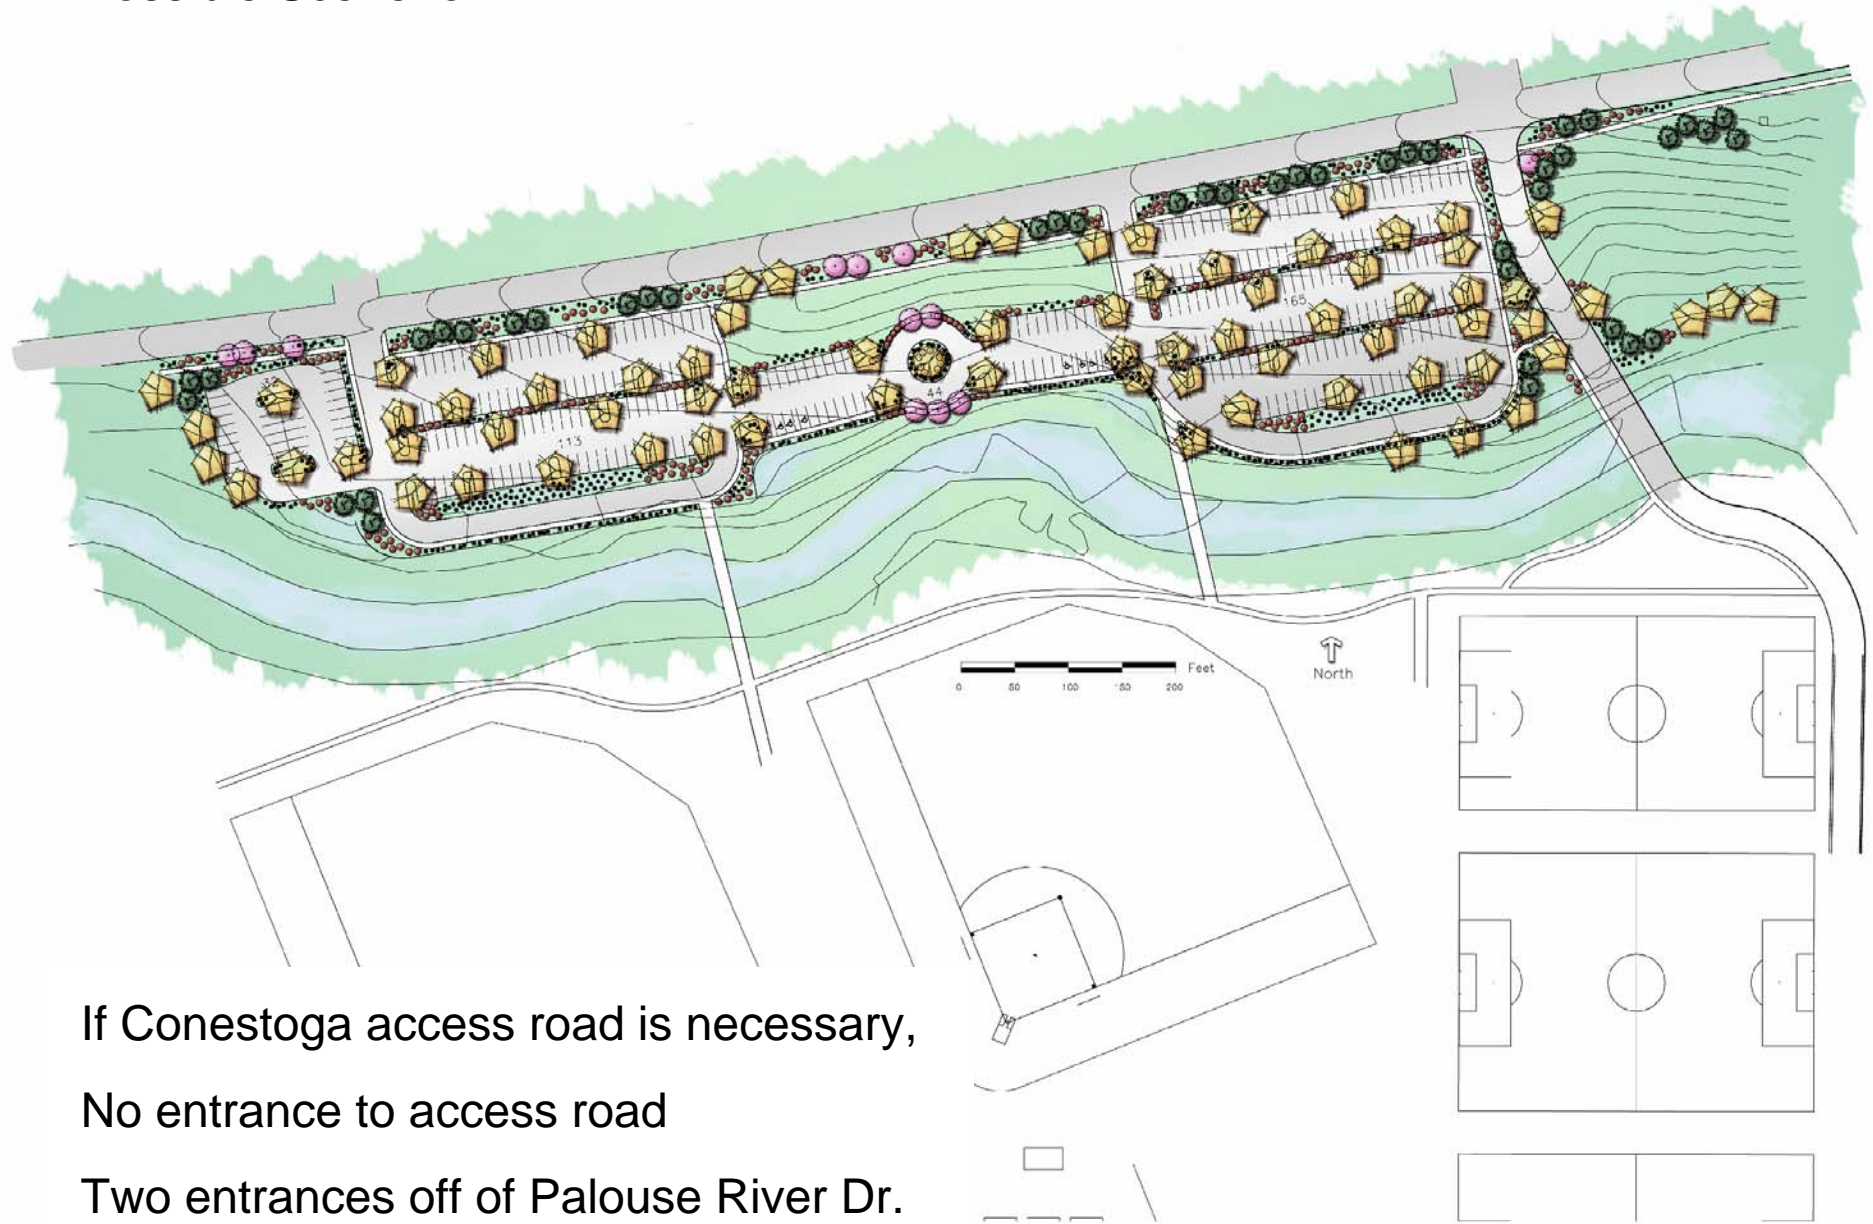 165
44
113
Feet
0 50 100 150 200
North
If Conestoga access road is necessary,
No entrance to access road
Two entrances off of Palouse River Dr.